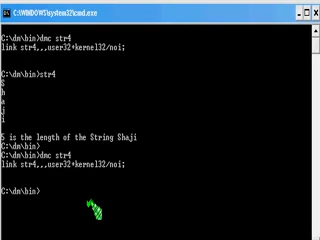 C:\WINDOWS\system32\cmd.exe
C:\dm\bin>dmc str4
link str4,,,user32+kernel32/noi;
C:\dm\bin>str4
S
h
a
j
i
5 is the length of the String Shaji
C:\dm\bin>
C:\dm\bin>dmc str4
link str4,,,user32+kernel32/noi;
C:\dm\bin>